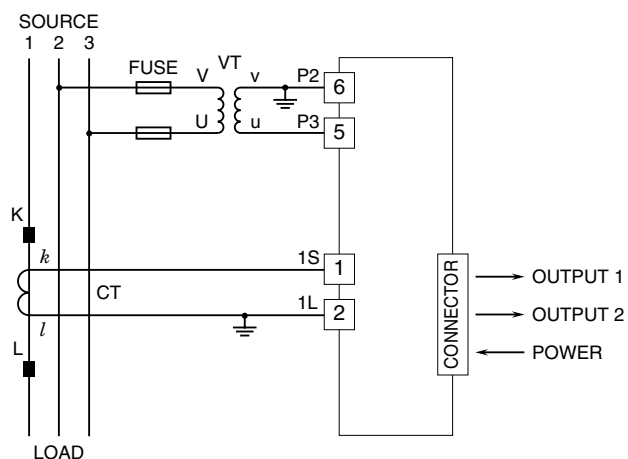 SOURCE
1 2 3
FUSE
VT
V
v
P2
6
U
u
P3
5
K
k
1S
1
CT
l
1L
2
L
LOAD
CONNECTOR
OUTPUT 1
OUTPUT 2
POWER